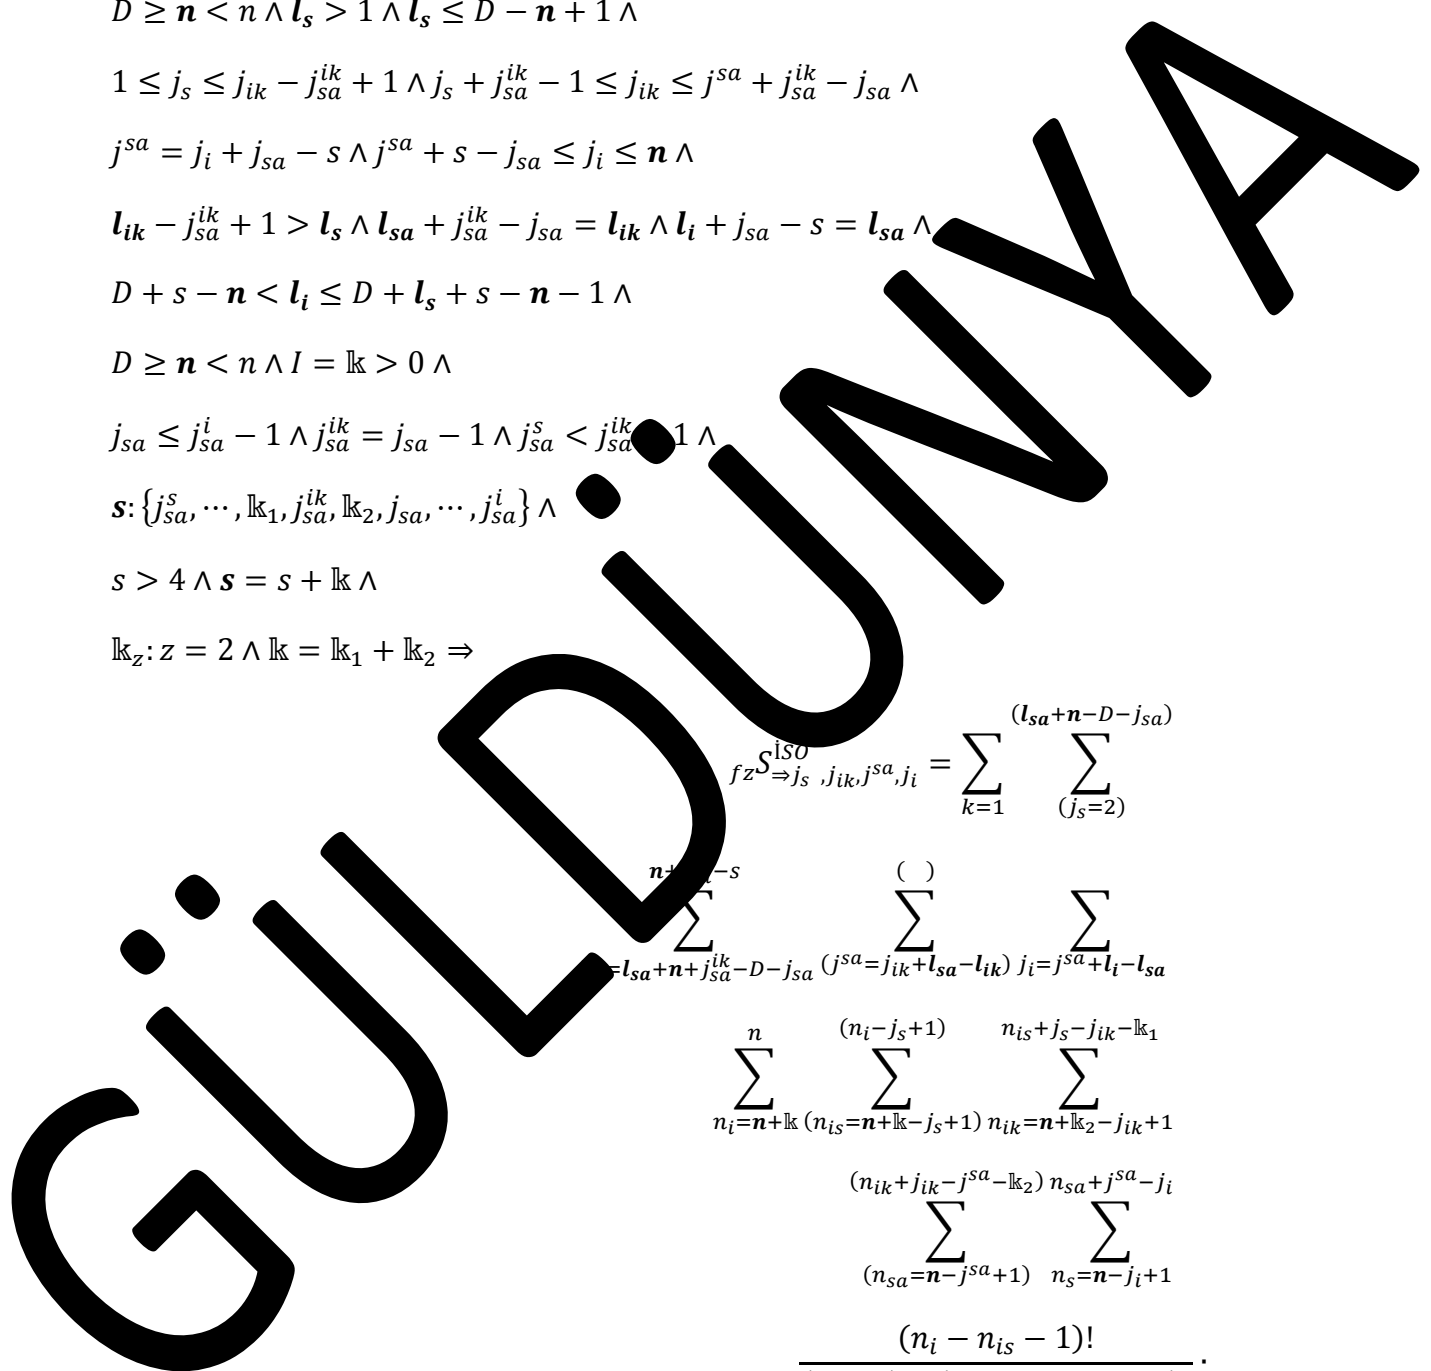 D ≥ n < n ∧ l_s > 1 ∧ l_s ≤ D − n + 1 ∧
1 ≤ j_s ≤ j_{ik} − j_{sa}^{ik} + 1 ∧ j_s + j_{sa}^{ik} − 1 ≤ j_{ik} ≤ j^{sa} + j_{sa}^{ik} − j_{sa} ∧
j^{sa} = j_i + j_{sa} − s ∧ j^{sa} + s − j_{sa} ≤ j_i ≤ n ∧
l_{ik} − j_{sa}^{ik} + 1 > l_s ∧ l_{sa} + j_{sa}^{ik} − j_{sa} = l_{ik} ∧ l_i + j_{sa} − s = l_{sa} ∧
D + s − n < l_i ≤ D + l_s + s − n − 1 ∧
D ≥ n < n ∧ I = 𝕜 > 0 ∧
j_{sa} ≤ j_{sa}^i − 1 ∧ j_{sa}^{ik} = j_{sa} − 1 ∧ j_{sa}^s < j_{sa}^{ik} 1 ∧
s: {j_{sa}^s, ⋯, 𝕜_1, j_{sa}^{ik}, 𝕜_2, j_{sa}, ⋯, j_{sa}^i} ∧
s > 4 ∧ s = s + 𝕜 ∧
𝕜_z: z = 2 ∧ 𝕜 = 𝕜_1 + 𝕜_2 ⇒
_{fz}S_{⇒j_s ,j_{ik},j^{sa},j_i}^{İSO} = ∑_{k=1} ∑_{(j_s=2)}^{(l_{sa}+n−D−j_{sa})}
∑_{=l_{sa}+n+j_{sa}^{ik}−D−j_{sa}}^{n+ −s} ∑_{(j^{sa}=j_{ik}+l_{sa}−l_{ik})}^{( )} ∑_{j_i=j^{sa}+l_i−l_{sa}}
∑_{n_i=n+𝕜}^{n} ∑_{(n_{is}=n+𝕜−j_s+1)}^{(n_i−j_s+1)} ∑_{n_{ik}=n+𝕜_2−j_{ik}+1}^{n_{is}+j_s−j_{ik}−𝕜_1}
∑_{(n_{sa}=n−j^{sa}+1)}^{(n_{ik}+j_{ik}−j^{sa}−𝕜_2)} ∑_{n_s=n−j_i+1}^{n_{sa}+j^{sa}−j_i}
(n_i − n_{is} − 1)! .
GÜLDÜNYA